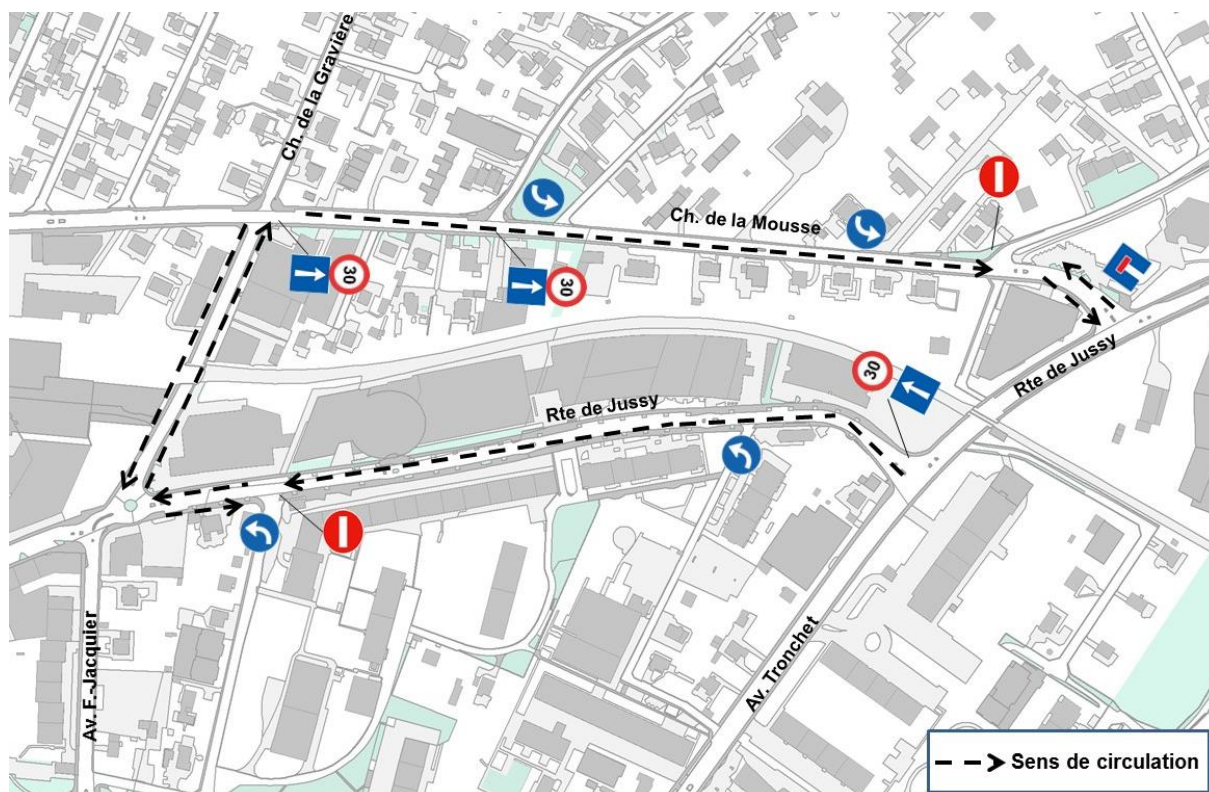 Ch. de la Gravière
Ch. de la Mousse
30
30
30
Rte de Jussy
Rte de Jussy
Av. F.-Jacquier
Av. Tronchet
Sens de circulation